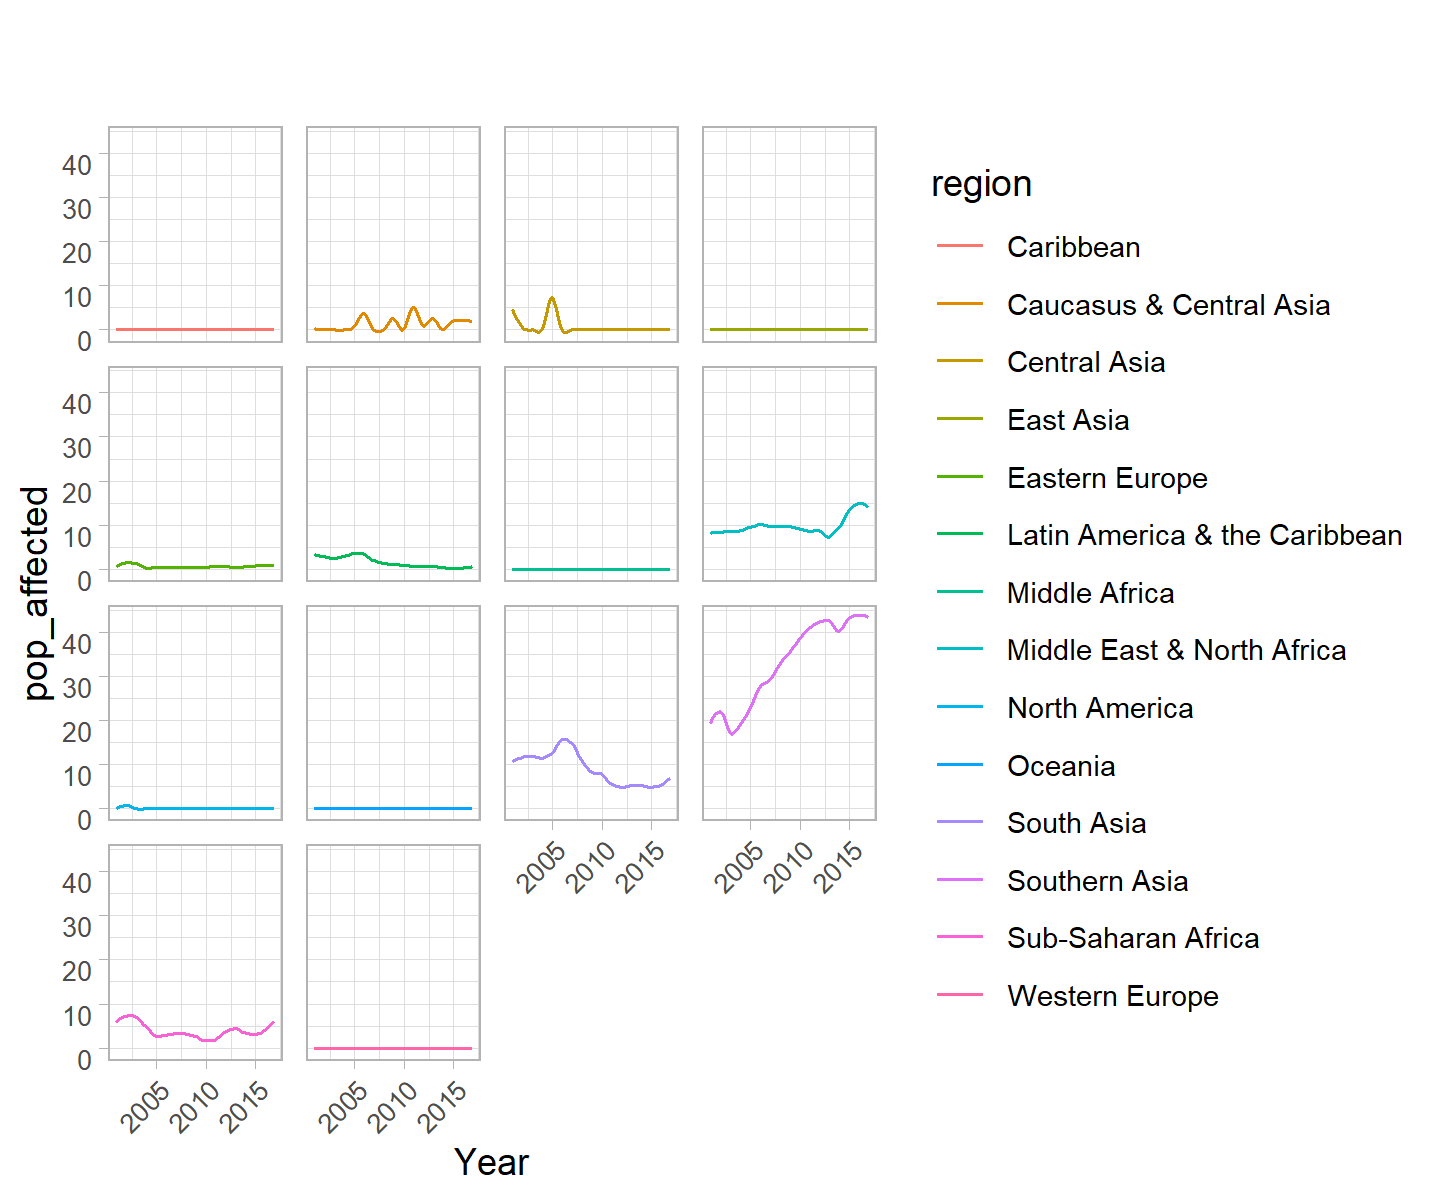 40
30
20
10
0
40
30
20
10
0
40
30
20
10
0
2005 2010 2015 2005 2010 2015
40
30
20
10
0
2005 2010 2015 2005 2010 2015
pop_affected
Year
region
Caribbean
Caucasus & Central Asia
Central Asia
East Asia
Eastern Europe
Latin America & the Caribbean
Middle Africa
Middle East & North Africa
North America
Oceania
South Asia
Southern Asia
Sub-Saharan Africa
Western Europe